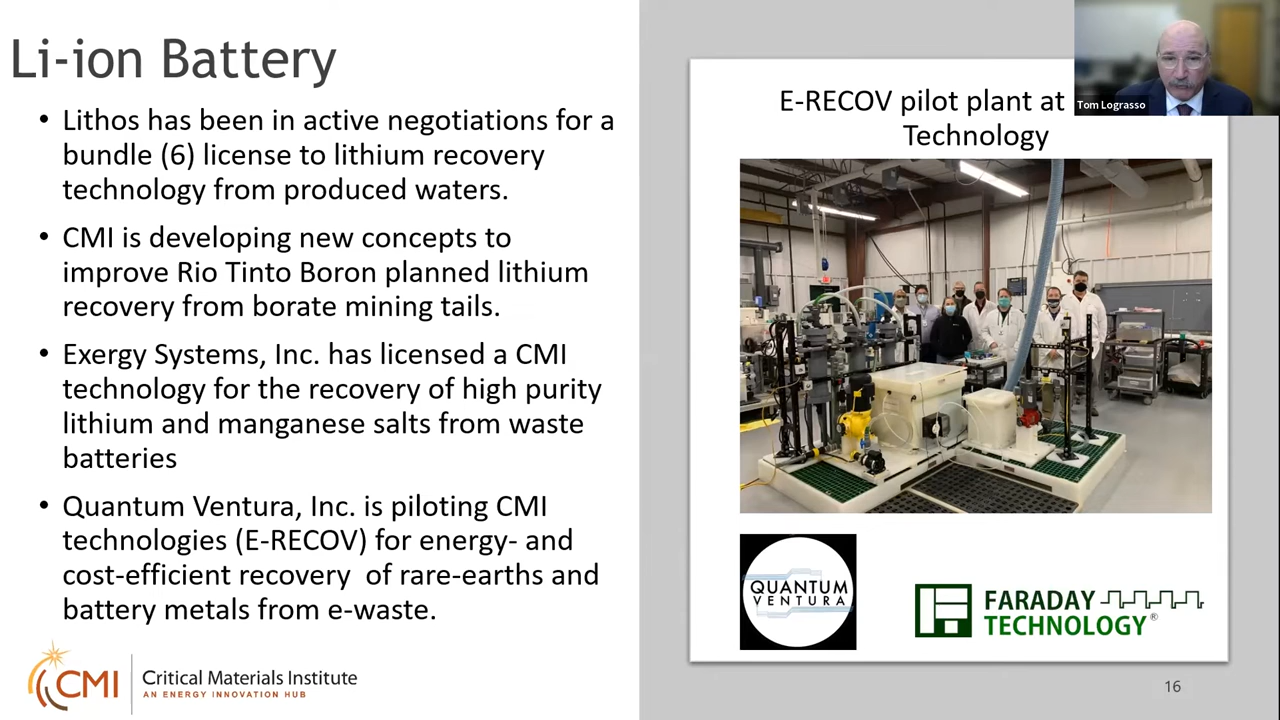 Li-ion Battery
• Lithos has been in active negotiations for a
bundle (6) license to lithium recovery
technology from produced waters.
• CMI is developing new concepts to
improve Rio Tinto Boron planned lithium
recovery from borate mining tails.
• Exergy Systems, Inc. has licensed a CMI
technology for the recovery of high purity
lithium and manganese salts from waste
batteries
• Quantum Ventura, Inc. is piloting CMI
technologies (E-RECOV) for energy- and
cost-efficient recovery  of rare-earths and
battery metals from e-waste.
CMI
Critical Materials Institute
AN ENERGY INNOVATION HUB
E-RECOV pilot plant at
Technology
Tom Lograsso
QUANTUM
VENTURA
FARADAY
TECHNOLOGY®
16